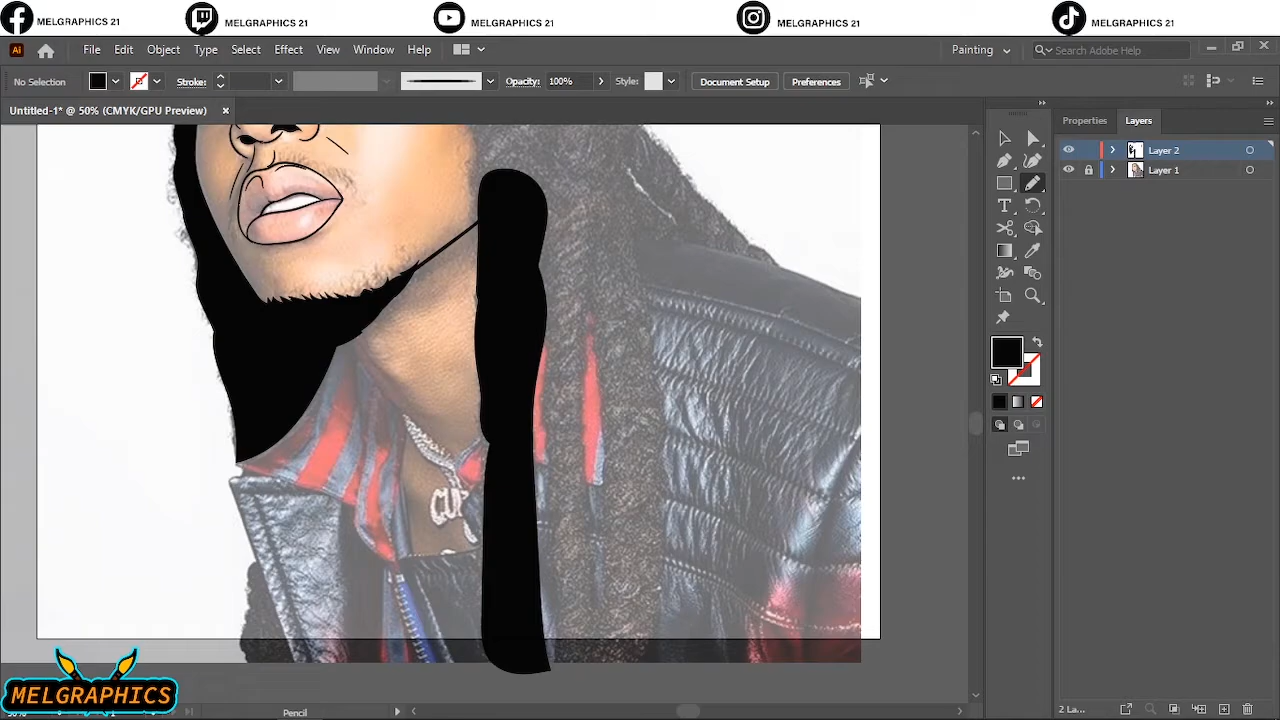 MELGRAPHICS 21
MELGRAPHICS 21
MELGRAPHICS 21
MELGRAPHICS 21
MELGRAPHICS 21
Ai File Edit Object Type Select Effect View Window Help Painting Search Adobe Help
No Selection Stroke: Opacity: 100% Style: Document Setup Preferences
Untitled-1* @ 50% (CMYK/GPU Preview) Properties Layers
Layer 2
Layer 1
MELGRAPHICS
Pencil
2 La...